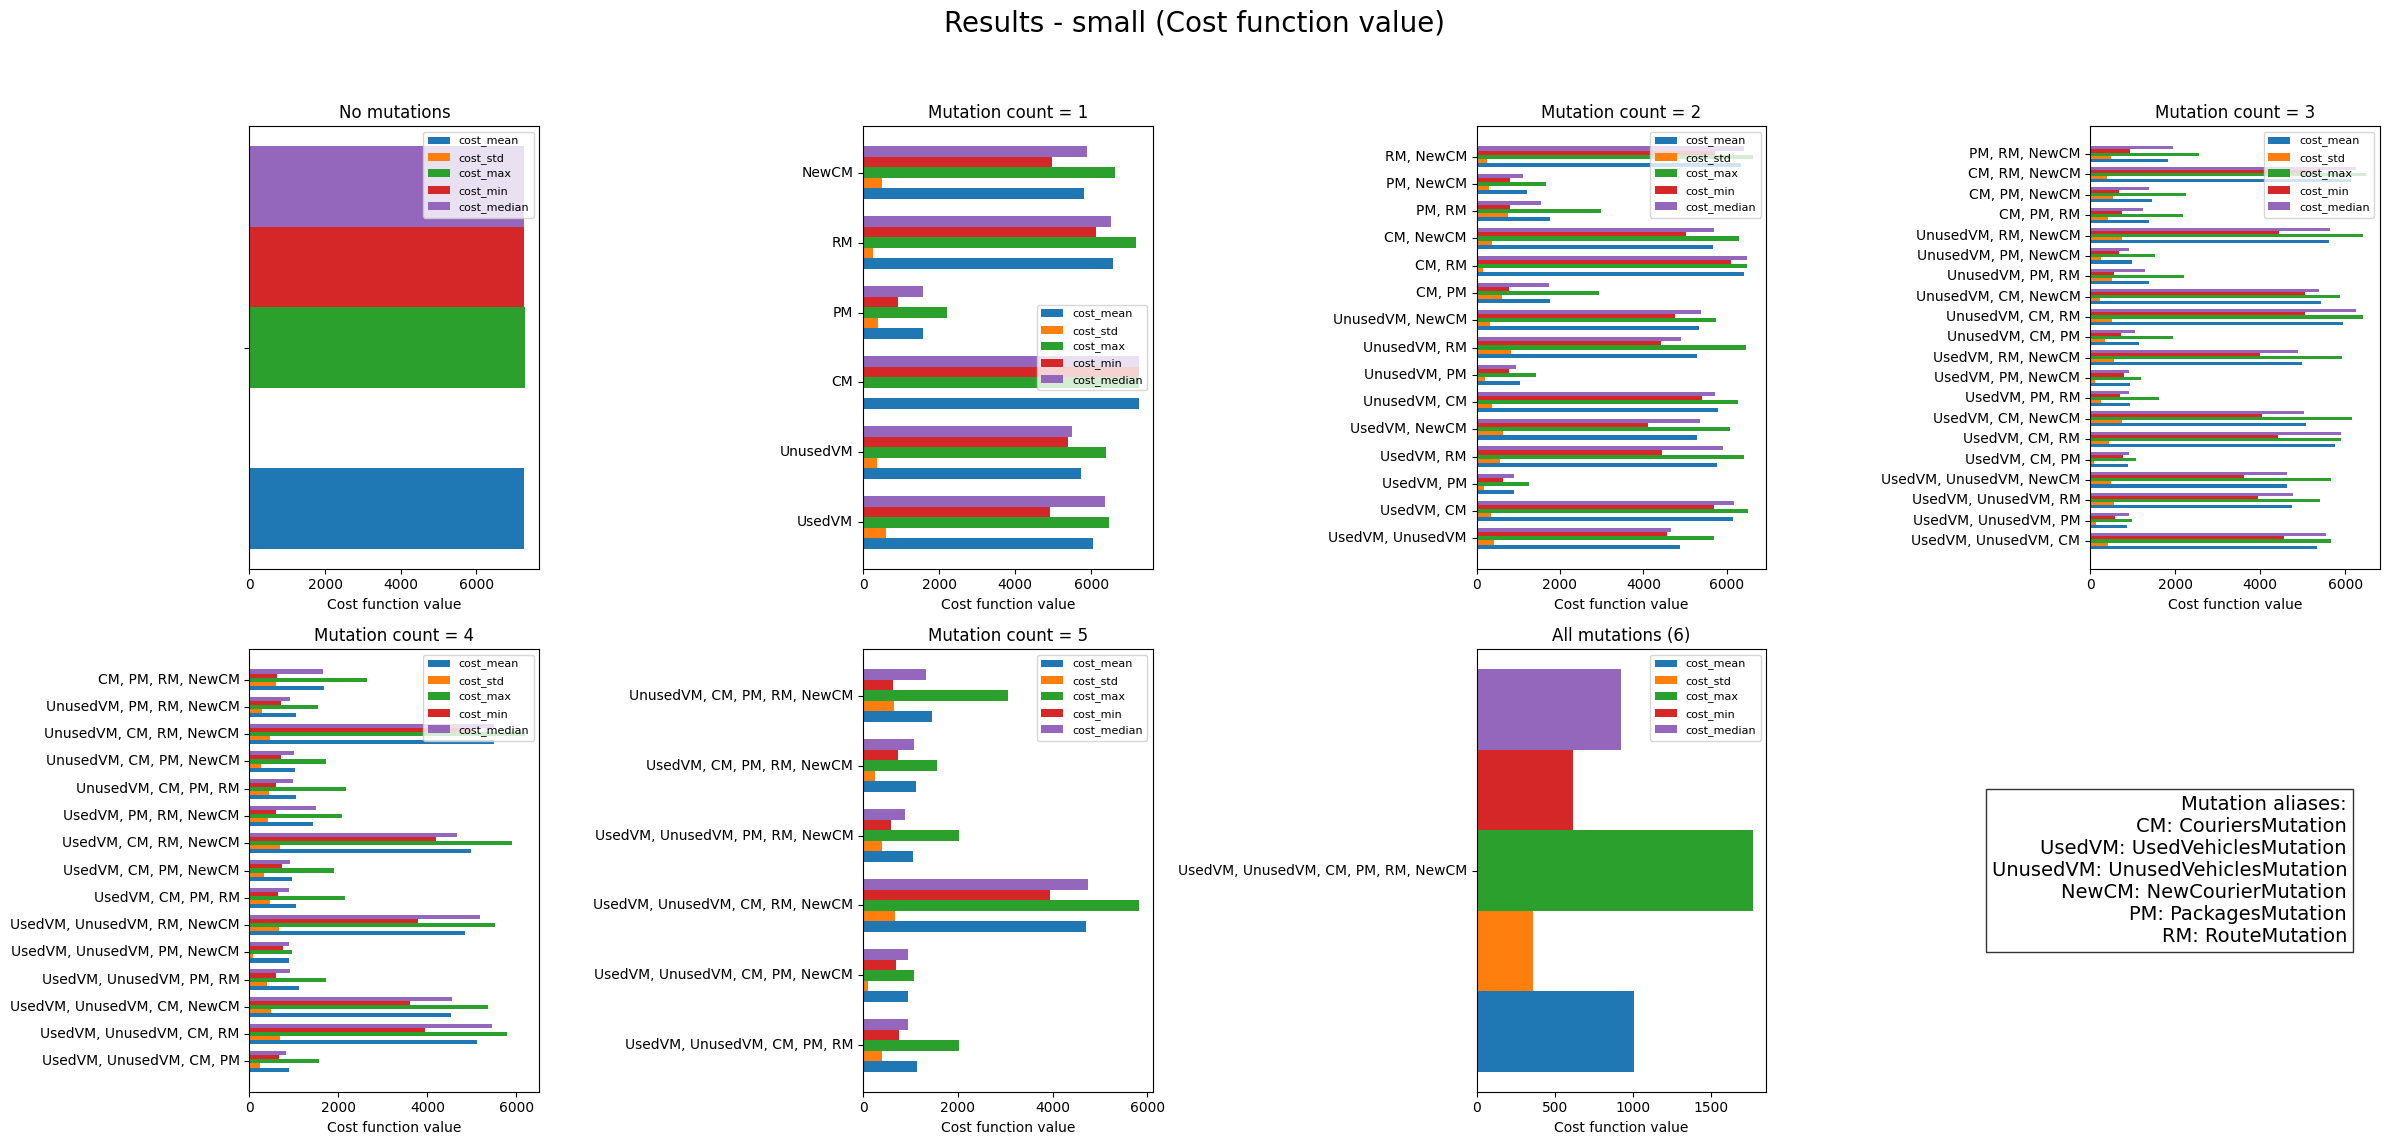 Results - small (Cost function value)
No mutations
cost_mean
cost_std
cost_max
cost_min
cost_median
0 2000 4000 6000
Cost function value
Mutation count = 1
NewCM
RM
PM
CM
UnusedVM
UsedVM
cost_mean
cost_std
cost_max
cost_min
cost_median
0 2000 4000 6000
Cost function value
Mutation count = 2
RM, NewCM
PM, NewCM
PM, RM
CM, NewCM
CM, RM
CM, PM
UnusedVM, NewCM
UnusedVM, RM
UnusedVM, PM
UnusedVM, CM
UsedVM, NewCM
UsedVM, RM
UsedVM, PM
UsedVM, CM
UsedVM, UnusedVM
cost_mean
cost_std
cost_max
cost_min
cost_median
0 2000 4000 6000
Cost function value
Mutation count = 3
PM, RM, NewCM
CM, RM, NewCM
CM, PM, NewCM
CM, PM, RM
UnusedVM, RM, NewCM
UnusedVM, PM, NewCM
UnusedVM, PM, RM
UnusedVM, CM, NewCM
UnusedVM, CM, RM
UnusedVM, CM, PM
UsedVM, RM, NewCM
UsedVM, PM, NewCM
UsedVM, PM, RM
UsedVM, CM, NewCM
UsedVM, CM, RM
UsedVM, CM, PM
UsedVM, UnusedVM, NewCM
UsedVM, UnusedVM, RM
UsedVM, UnusedVM, PM
UsedVM, UnusedVM, CM
cost_mean
cost_std
cost_max
cost_min
cost_median
0 2000 4000 6000
Cost function value
Mutation count = 4
CM, PM, RM, NewCM
UnusedVM, PM, RM, NewCM
UnusedVM, CM, RM, NewCM
UnusedVM, CM, PM, NewCM
UnusedVM, CM, PM, RM
UsedVM, PM, RM, NewCM
UsedVM, CM, RM, NewCM
UsedVM, CM, PM, NewCM
UsedVM, CM, PM, RM
UsedVM, UnusedVM, RM, NewCM
UsedVM, UnusedVM, PM, NewCM
UsedVM, UnusedVM, PM, RM
UsedVM, UnusedVM, CM, NewCM
UsedVM, UnusedVM, CM, RM
UsedVM, UnusedVM, CM, PM
cost_mean
cost_std
cost_max
cost_min
cost_median
0 2000 4000 6000
Cost function value
Mutation count = 5
UnusedVM, CM, PM, RM, NewCM
UsedVM, CM, PM, RM, NewCM
UsedVM, UnusedVM, PM, RM, NewCM
UsedVM, UnusedVM, CM, RM, NewCM
UsedVM, UnusedVM, CM, PM, NewCM
UsedVM, UnusedVM, CM, PM, RM
cost_mean
cost_std
cost_max
cost_min
cost_median
0 2000 4000 6000
Cost function value
All mutations (6)
UsedVM, UnusedVM, CM, PM, RM, NewCM
cost_mean
cost_std
cost_max
cost_min
cost_median
0 500 1000 1500
Cost function value
Mutation aliases:
CM: CouriersMutation
UsedVM: UsedVehiclesMutation
UnusedVM: UnusedVehiclesMutation
NewCM: NewCourierMutation
PM: PackagesMutation
RM: RouteMutation